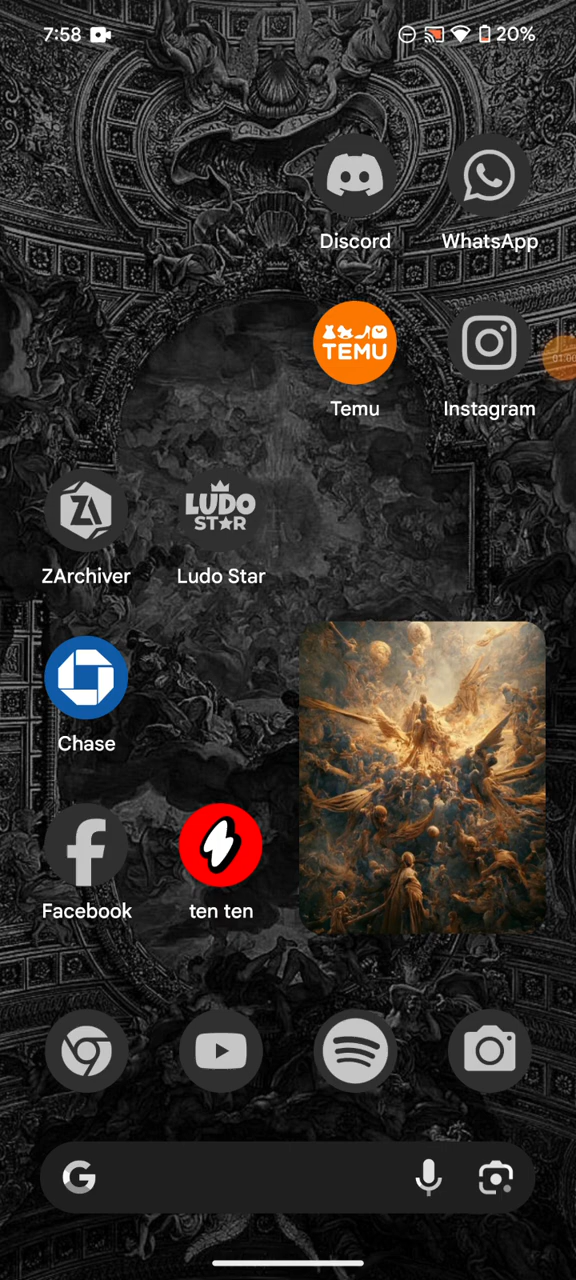 7:58
20%
Discord
WhatsApp
TEMU
Temu
Instagram
LUDO
STAR
ZArchiver
Ludo Star
Chase
Facebook
ten ten